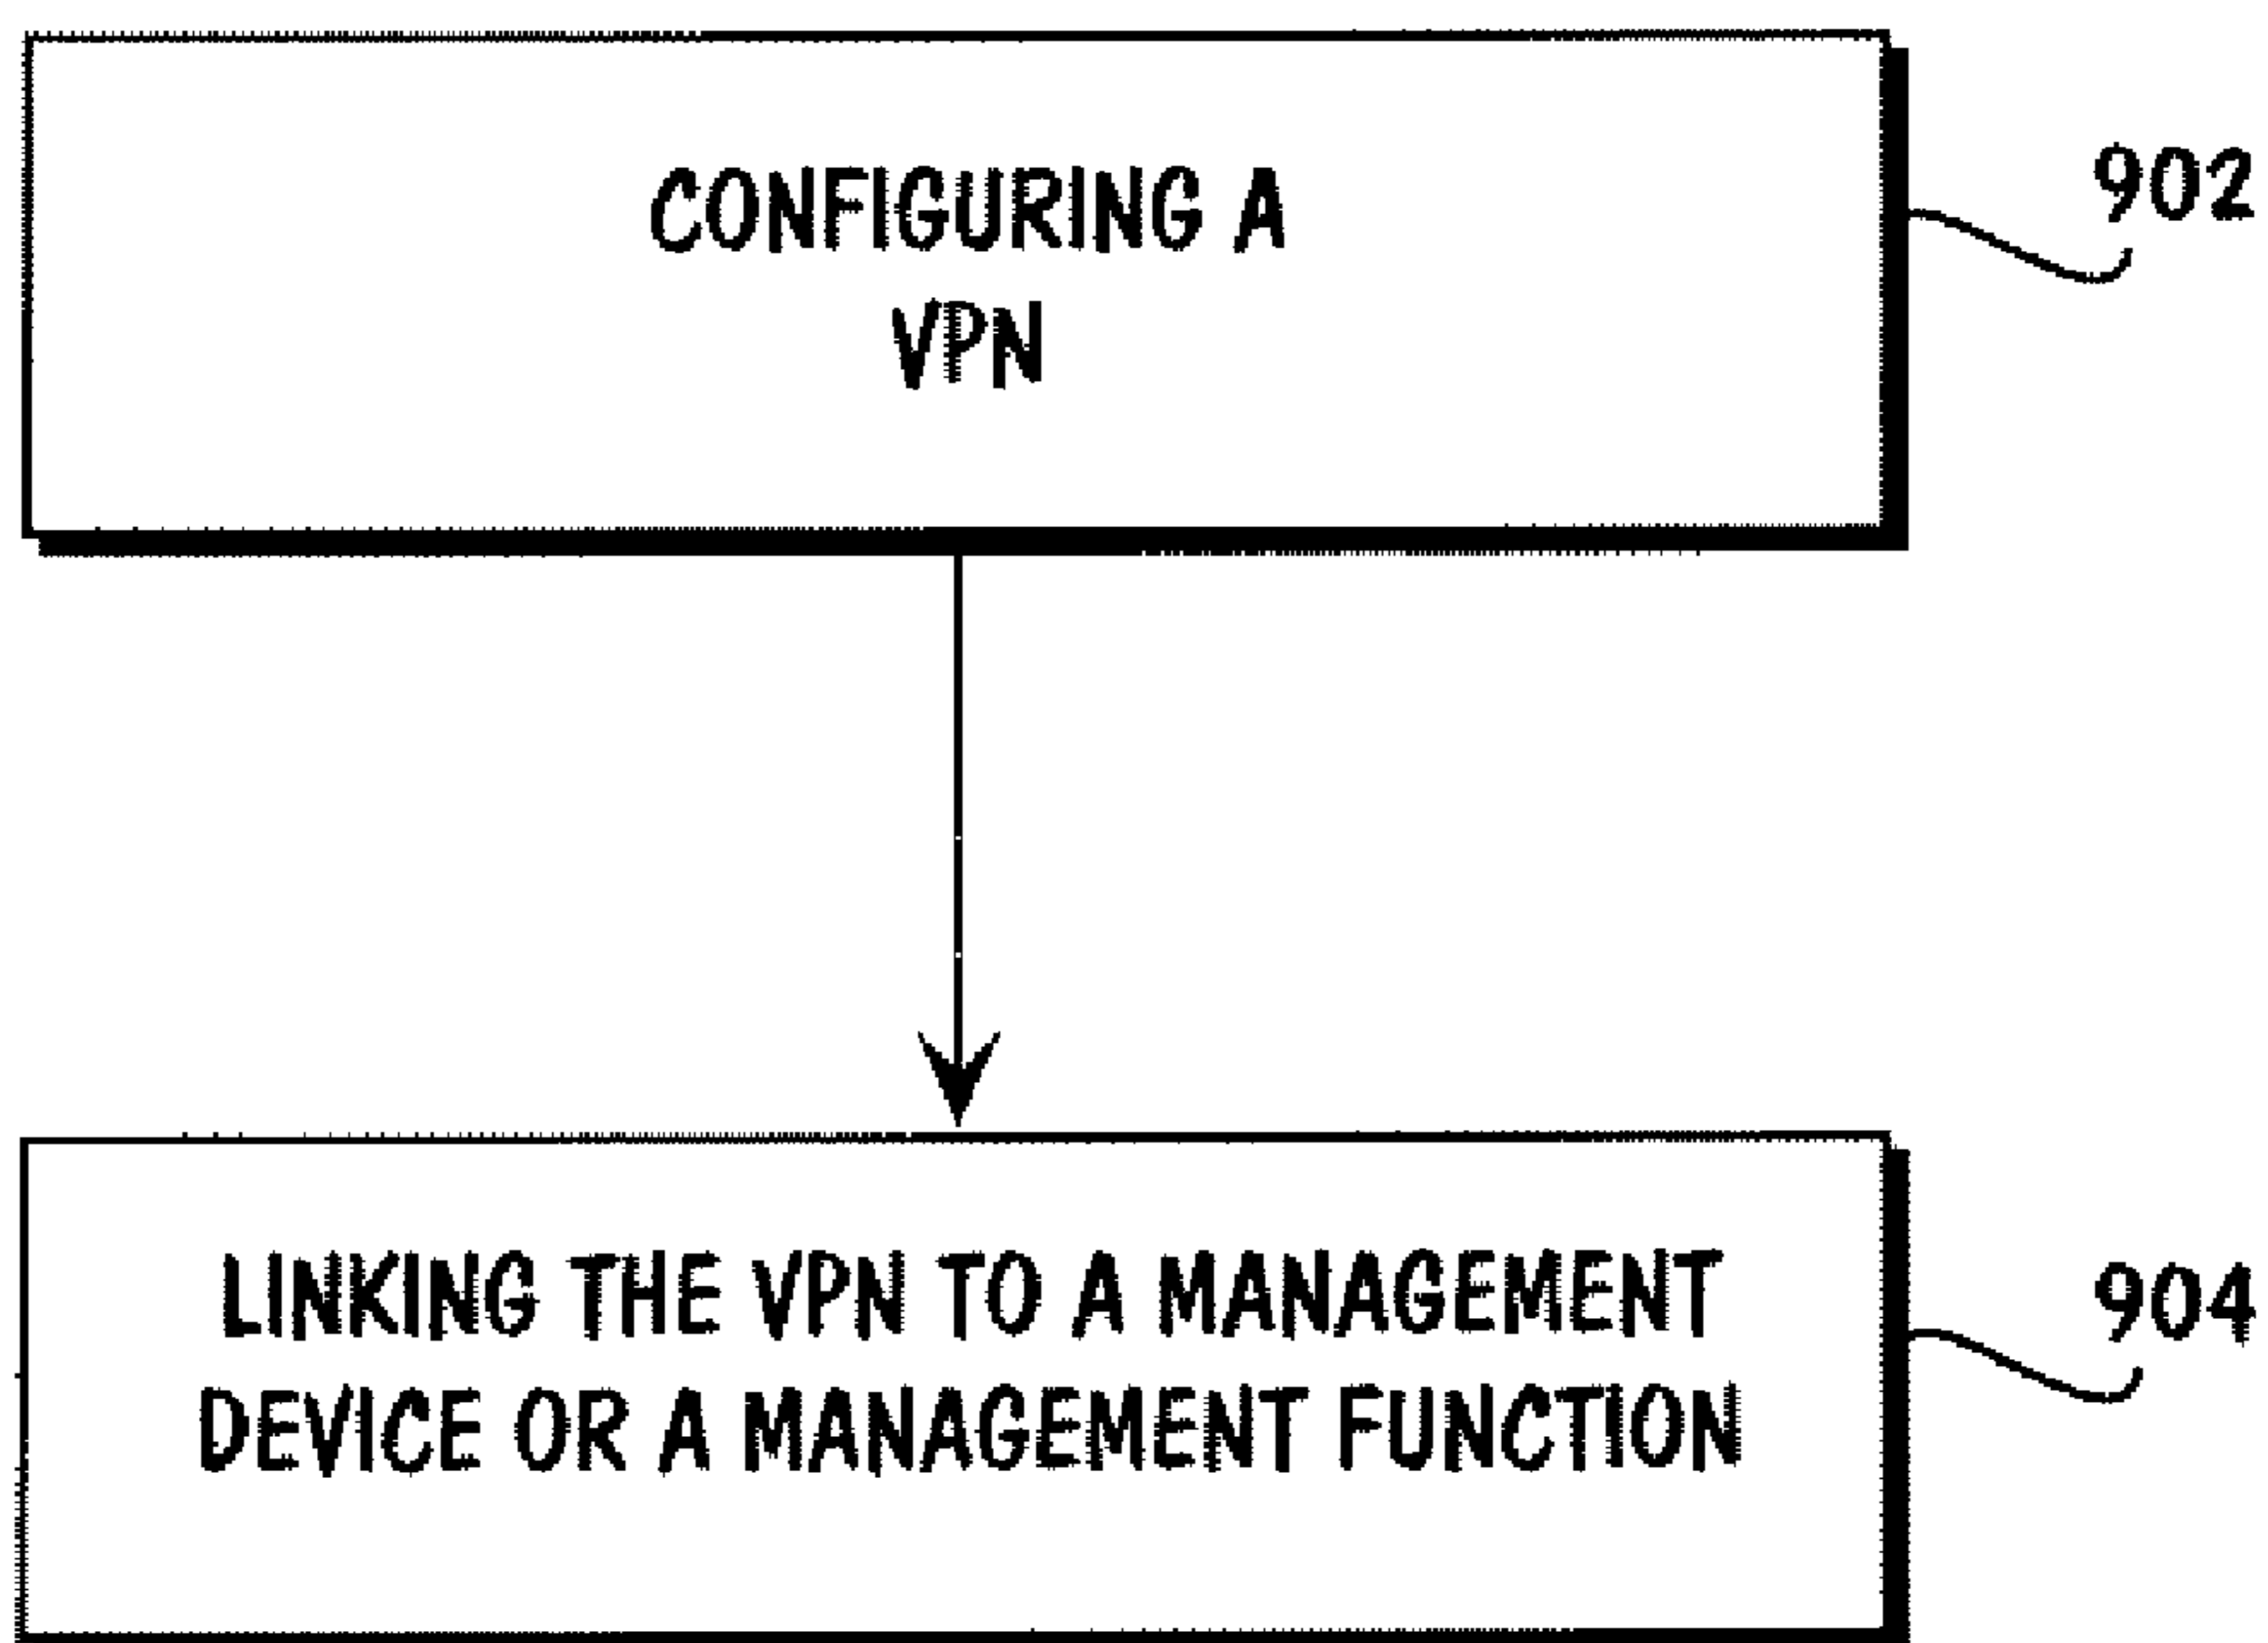 CONFIGURING A
VPN
902
LINKING THE VPN TO A MANAGEMENT
DEVICE OR A MANAGEMENT FUNCTION
904